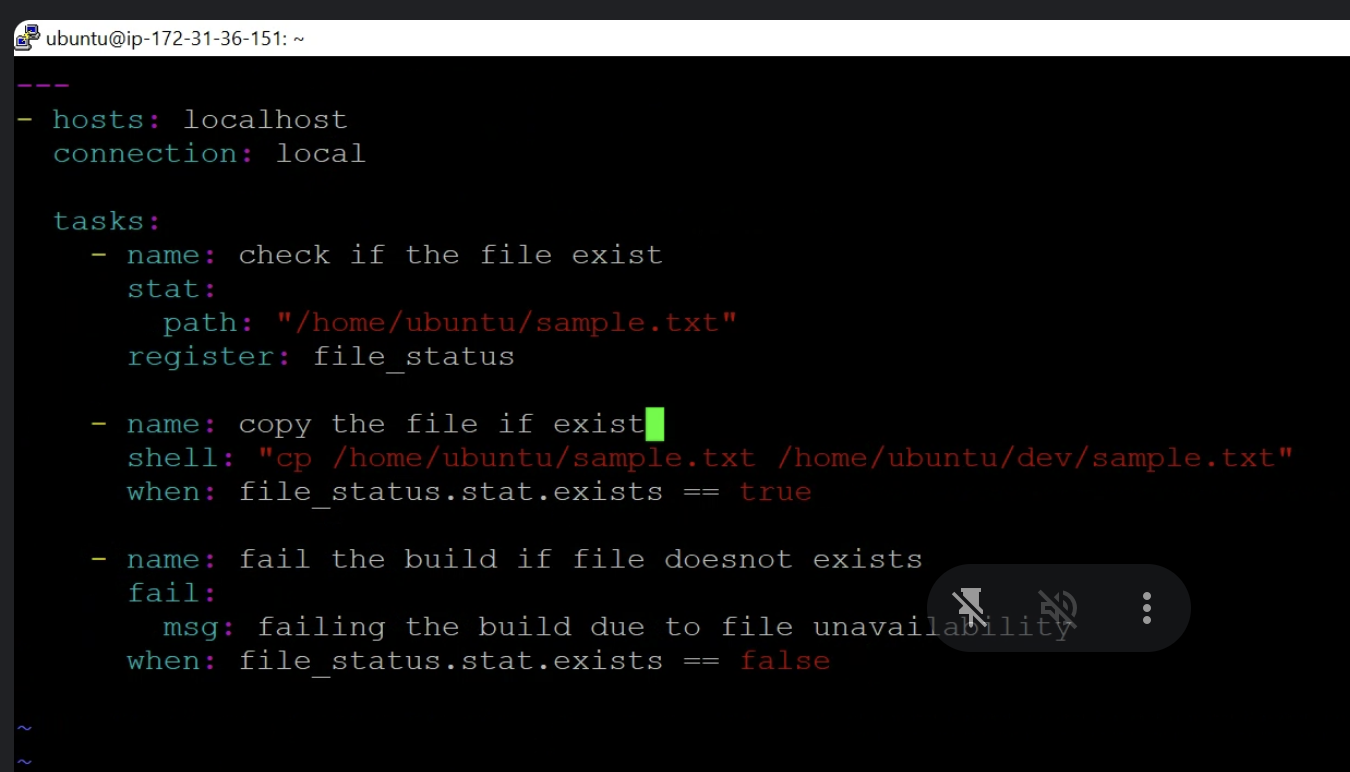 ubuntu@ip-172-31-36-151: ~
---
- hosts: localhost
  connection: local
  tasks:
    - name: check if the file exist
      stat:
        path: "/home/ubuntu/sample.txt"
      register: file_status
    - name: copy the file if exist
      shell: "cp /home/ubuntu/sample.txt /home/ubuntu/dev/sample.txt"
      when: file_status.stat.exists == true
    - name: fail the build if file doesnot exists
      fail:
        msg: failing the build due to file unavailability
      when: file_status.stat.exists == false
~
~